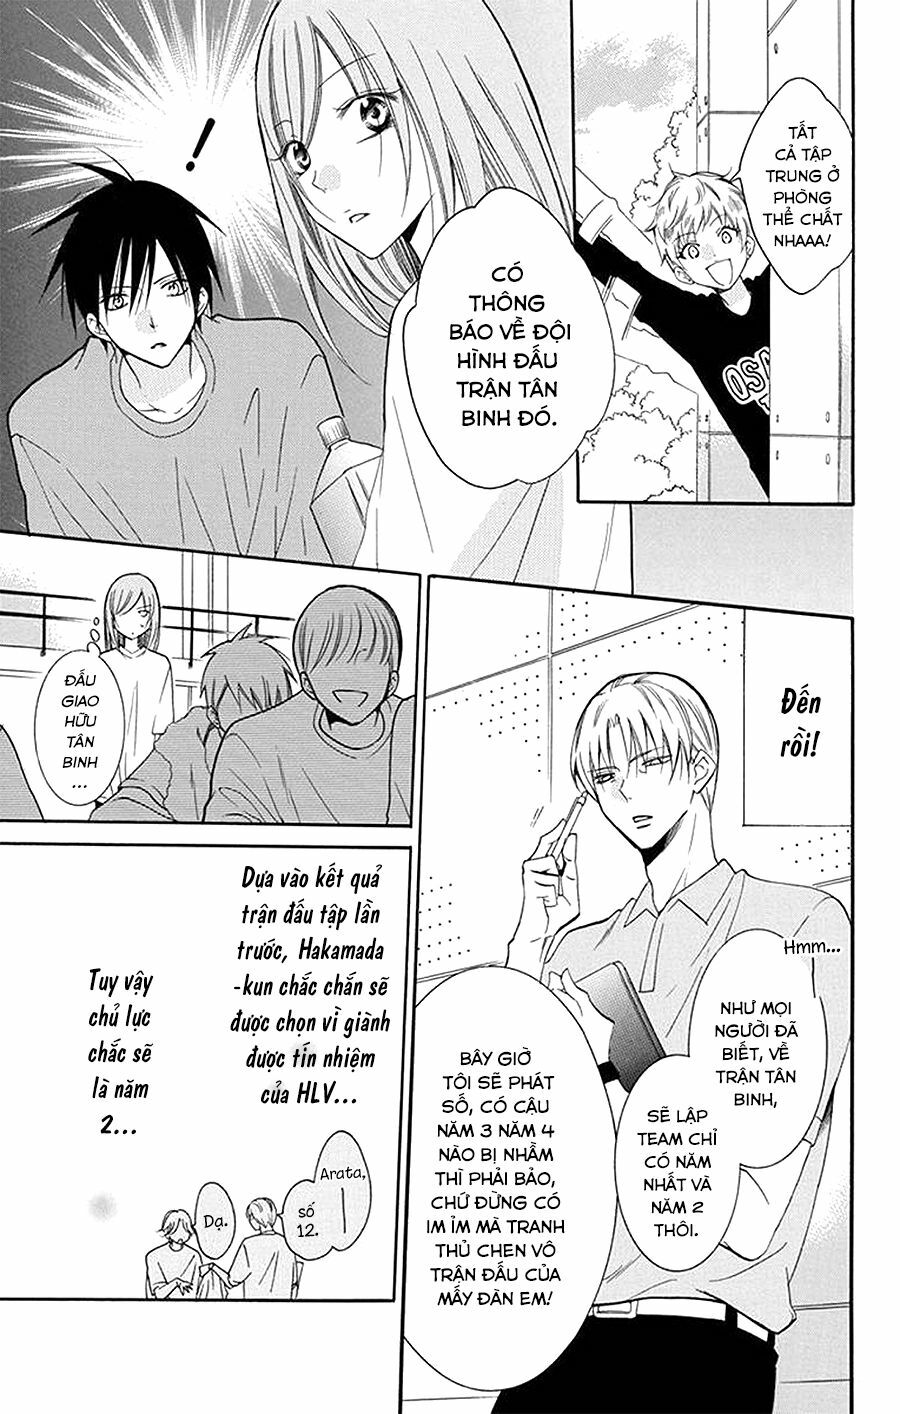 TẤT
CẢ TẬP
TRUNG Ở
PHÒNG
THỂ CHẤT
NHAAA!
OSA
!
CÓ
THÔNG
BÁO VỀ ĐỘI
HÌNH ĐẤU
TRẬN TÂN
BINH ĐÓ.
Đến
rồi!
Hmm...
NHƯ MỌI
NGƯỜI ĐÃ
BIẾT, VỀ
TRẬN TÂN
BINH,
SẼ LẬP
TEAM CHỈ
CÓ NĂM
NHẤT VÀ
NĂM 2
THÔI.
BÂY GIỜ
TÔI SẼ PHÁT
SỐ, CÓ CẬU
NĂM 3 NĂM 4
NÀO BỊ NHẦM
THÌ PHẢI BẢO,
CHỨ ĐỪNG CÓ
IM ỈM MÀ TRANH
THỦ CHEN VÔ
TRẬN ĐẤU CỦA
MẤY ĐÀN EM!
ĐẤU
GIAO
HỮU
TÂN
BINH
...
Dựa vào kết quả
trận đấu tập lần
trước, Hakamada
-kun chắc chắn sẽ
được chọn vì giành
được tín nhiệm
của HLV...
Tuy vậy
chủ lực
chắc sẽ
là năm
2...
Arata,
số
12.
Dạ.